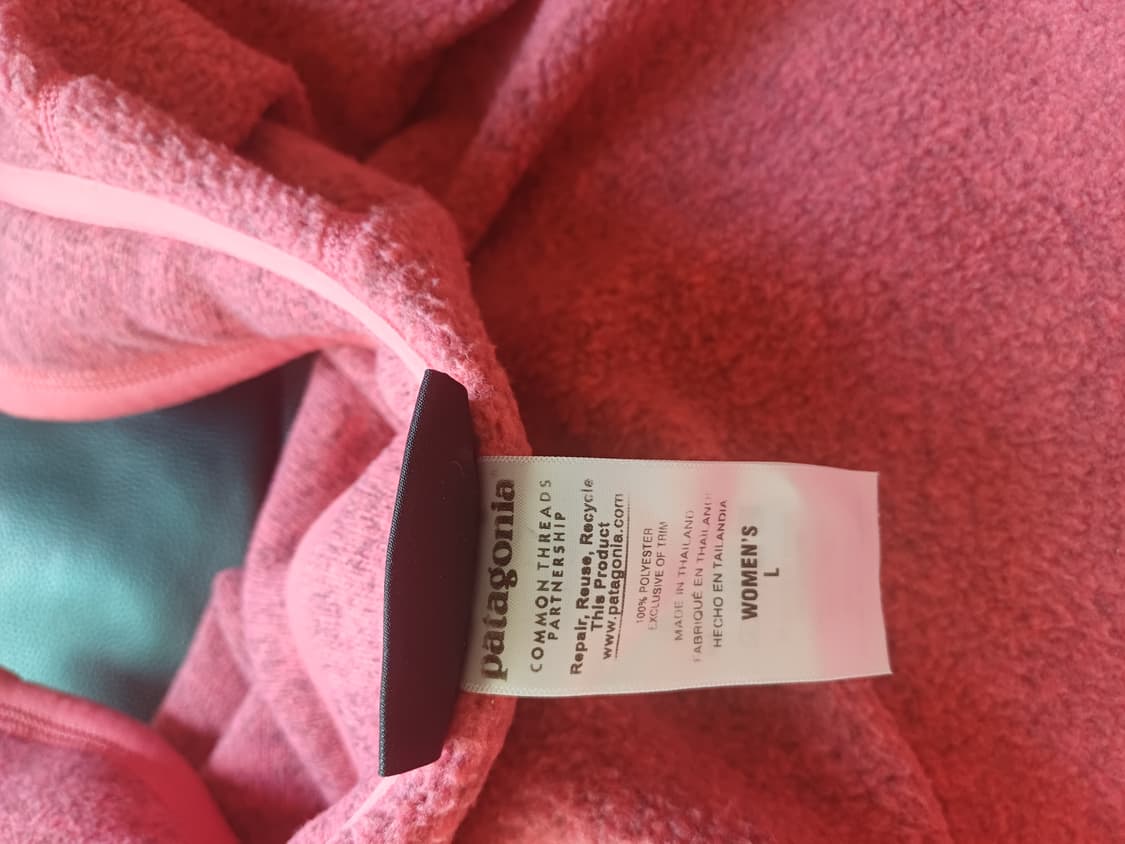 patagonia
COMMON THREADS
PARTNERSHIP
Repair, Reuse, Recycle
This Product
www.patagonia.com
100% POLYESTER
EXCLUSIVE OF TRIM
MADE IN THAILAND
FABRIQUÉ EN THAILANDE
HECHO EN TAILANDIA
WOMEN'S
L